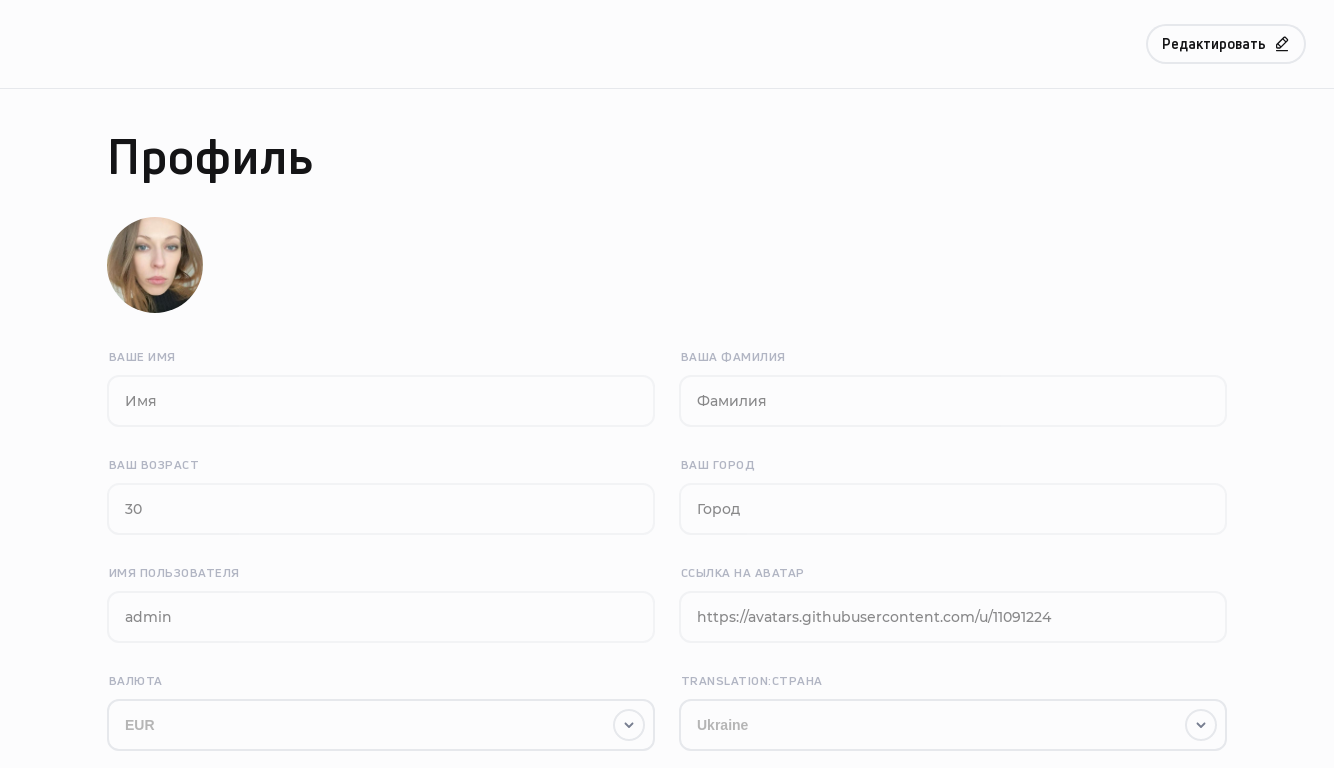 Редактировать
Профиль
ВАШЕ ИМЯ
ВАША ФАМИЛИЯ
Имя
Фамилия
ВАШ ВОЗРАСТ
ВАШ ГОРОД
30
Город
ИМЯ ПОЛЬЗОВАТЕЛЯ
ССЫЛКА НА АВАТАР
admin
https://avatars.githubusercontent.com/u/11091224
ВАЛЮТА
TRANSLATION:СТРАНА
EUR
Ukraine